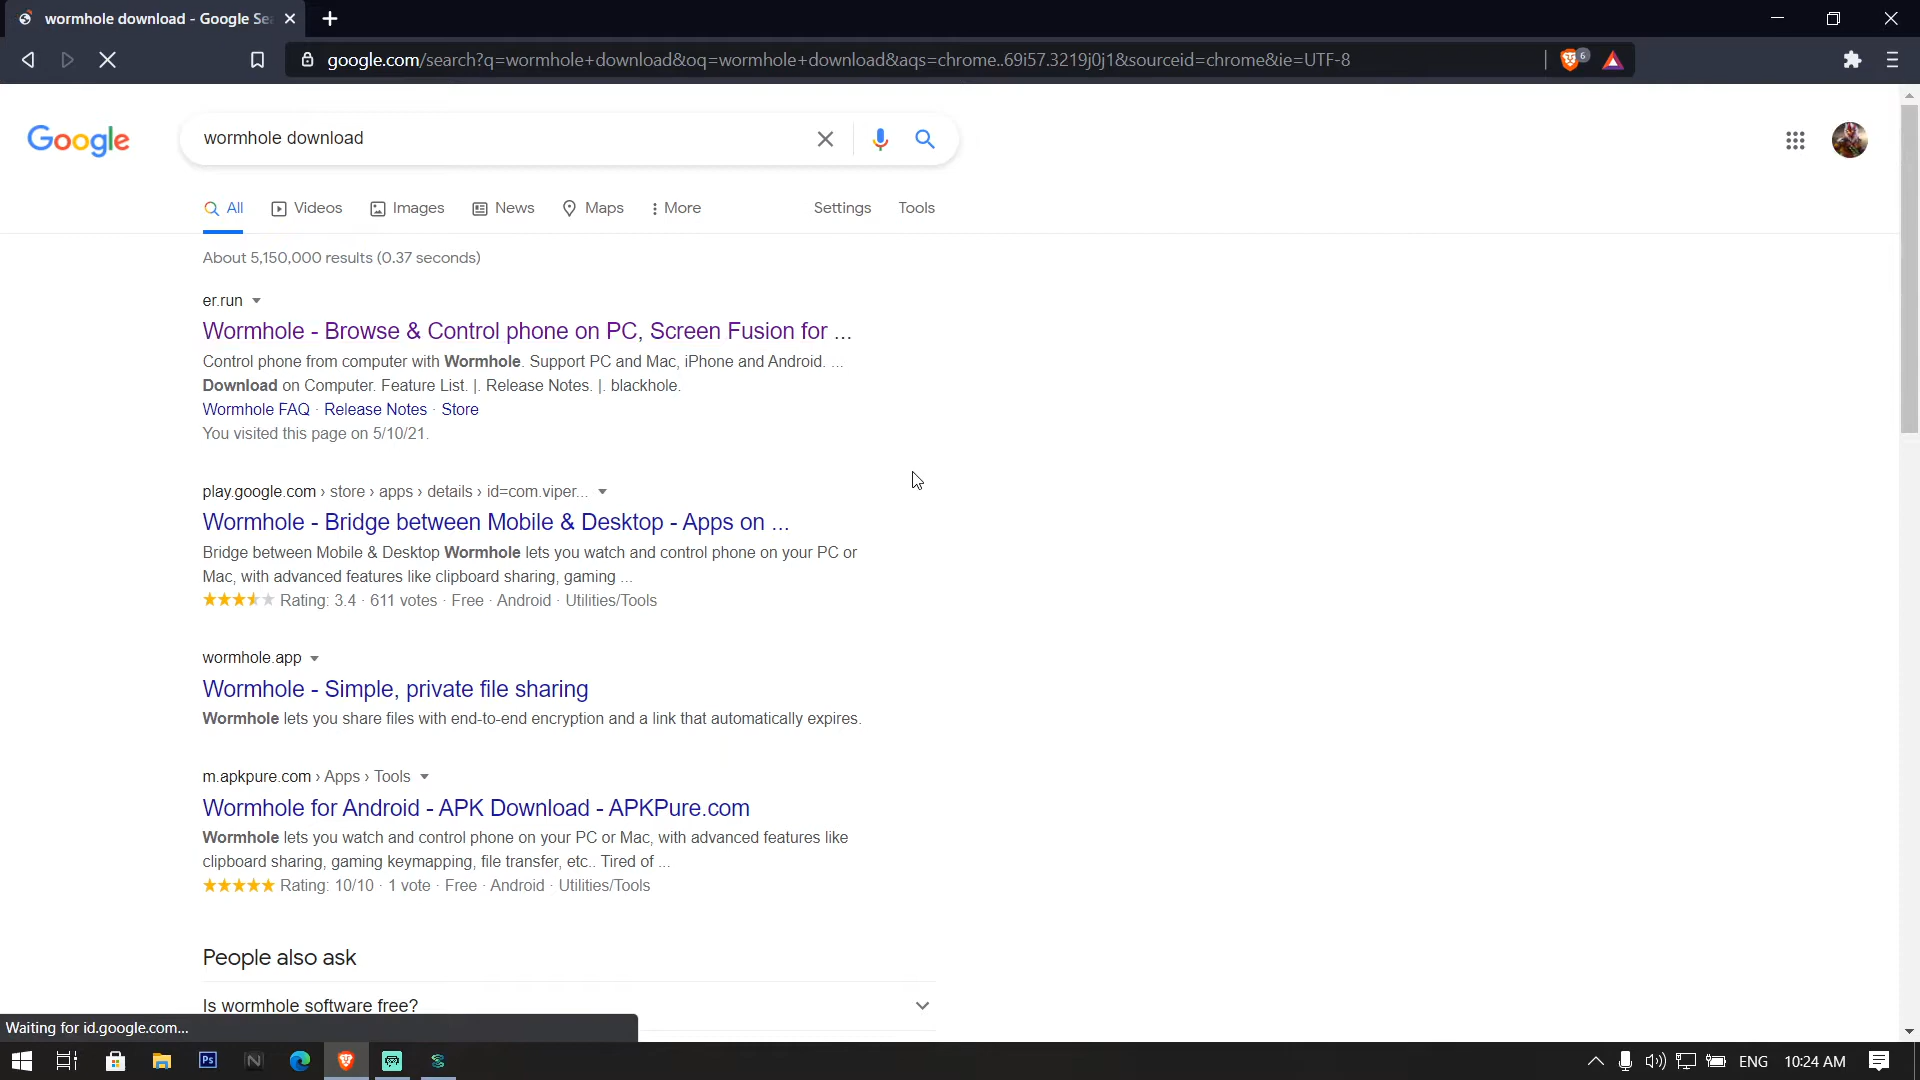 wormhole download - Google Sea
google.com/search?q=wormhole+download&oq=wormhole+download&aqs=chrome..69i57.3219j0j1&sourceid=chrome&ie=UTF-8
6
Google
wormhole download
All
Videos
Images
News
Maps
More
Settings
Tools
About 5,150,000 results (0.37 seconds)
er.run
Wormhole - Browse & Control phone on PC, Screen Fusion for ...
Control phone from computer with Wormhole. Support PC and Mac, iPhone and Android. ...
Download on Computer. Feature List. |. Release Notes. |. blackhole.
Wormhole FAQ · Release Notes · Store
You visited this page on 5/10/21.
play.google.com › store › apps › details › id=com.viper...
Wormhole - Bridge between Mobile & Desktop - Apps on ...
Bridge between Mobile & Desktop Wormhole lets you watch and control phone on your PC or
Mac, with advanced features like clipboard sharing, gaming ...
Rating: 3.4 · 611 votes · Free · Android · Utilities/Tools
wormhole.app
Wormhole - Simple, private file sharing
Wormhole lets you share files with end-to-end encryption and a link that automatically expires.
m.apkpure.com › Apps › Tools
Wormhole for Android - APK Download - APKPure.com
Wormhole lets you watch and control phone on your PC or Mac, with advanced features like
clipboard sharing, gaming keymapping, file transfer, etc.. Tired of ...
Rating: 10/10 · 1 vote · Free · Android · Utilities/Tools
People also ask
Is wormhole software free?
Waiting for id.google.com...
Ps
N
ENG
10:24 AM